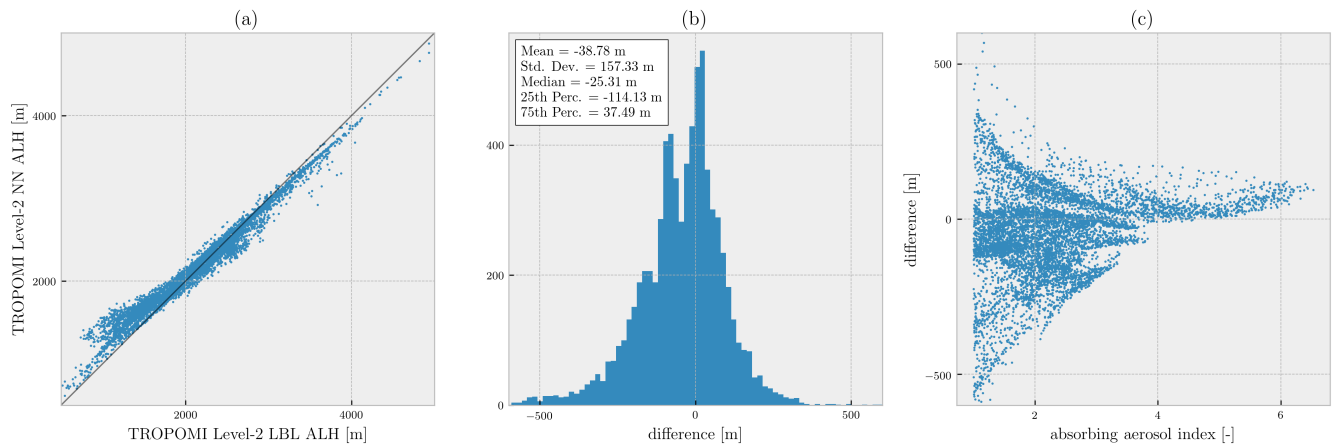 (a)
TROPOMI Level-2 NN ALH [m]
4000
2000
2000
4000
TROPOMI Level-2 LBL ALH [m]
(b)
Mean = -38.78 m
Std. Dev. = 157.33 m
Median = -25.31 m
25th Perc. = -114.13 m
75th Perc. = 37.49 m
400
200
0
−500
0
500
difference [m]
(c)
difference [m]
500
0
−500
2
4
6
absorbing aerosol index [-]